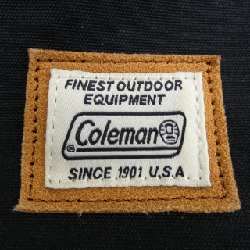 FINEST OUTDOOR
EQUIPMENT
Coleman
®
SINCE 1901 U.S.A